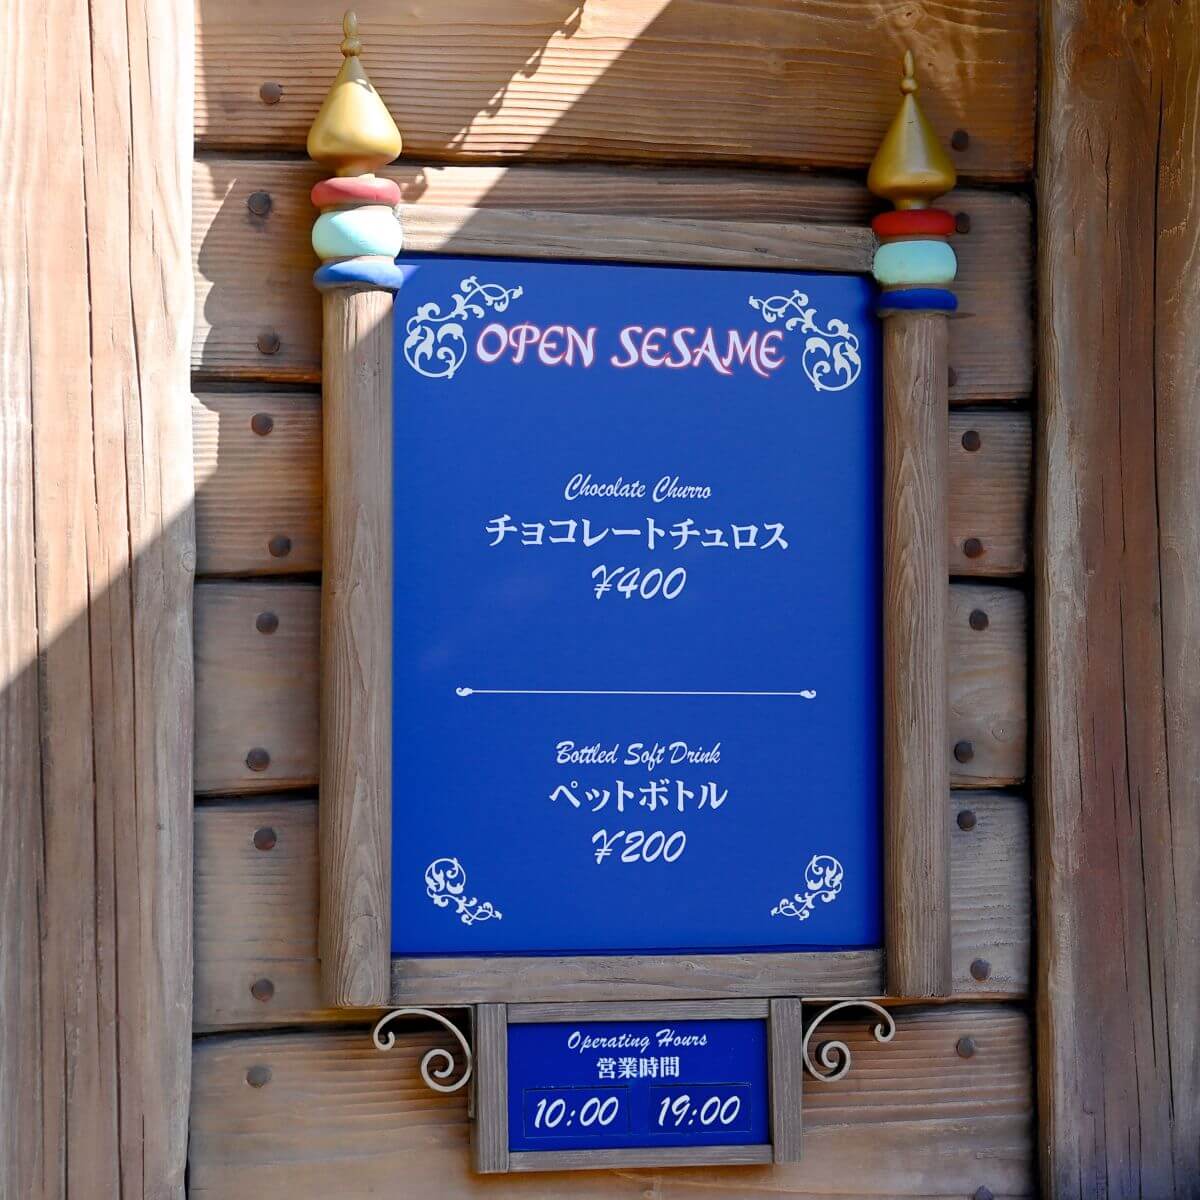 OPEN SESAME
Chocolate Churro
チョコレートチュロス
¥400
Bottled Soft Drink
ペットボトル
¥200
Operating Hours
営業時間
10:00 19:00